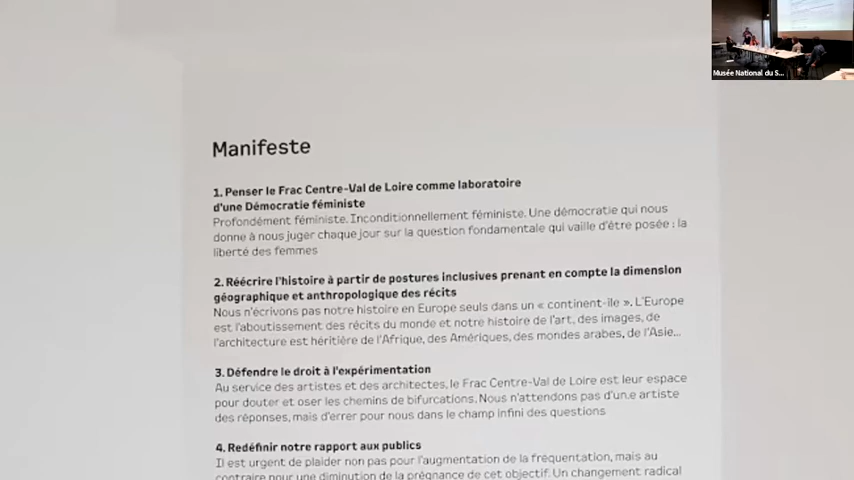 Musée National du S...
Manifeste
1. Penser le Frac Centre-Val de Loire comme laboratoire
d'une Démocratie féministe
Profondément féministe. Inconditionnellement féministe. Une démocratie qui nous
donne à nous juger chaque jour sur la question fondamentale qui vaille d'être posée : la
liberté des femmes
2. Réécrire l'histoire à partir de postures inclusives prenant en compte la dimension
géographique et anthropologique des récits
Nous n'écrivons pas notre histoire en Europe seuls dans un « continent-ile ». L'Europe
est l'aboutissement des récits du monde et notre histoire de l'art, des images, de
l'architecture est héritière de l'Afrique, des Amériques, des mondes arabes, de l'Asie...
3. Défendre le droit à l'expérimentation
Au service des artistes et des architectes, le Frac Centre-Val de Loire est leur espace
pour douter et oser les chemins de bifurcations. Nous n'attendons pas d'un.e artiste
des réponses, mais d'errer pour nous dans le champ infini des questions
4. Redéfinir notre rapport aux publics
Il est urgent de plaider non pas pour l'augmentation de la fréquentation, mais au
contraire pour une diminution de la prégnance de cet objectif. Un changement radical